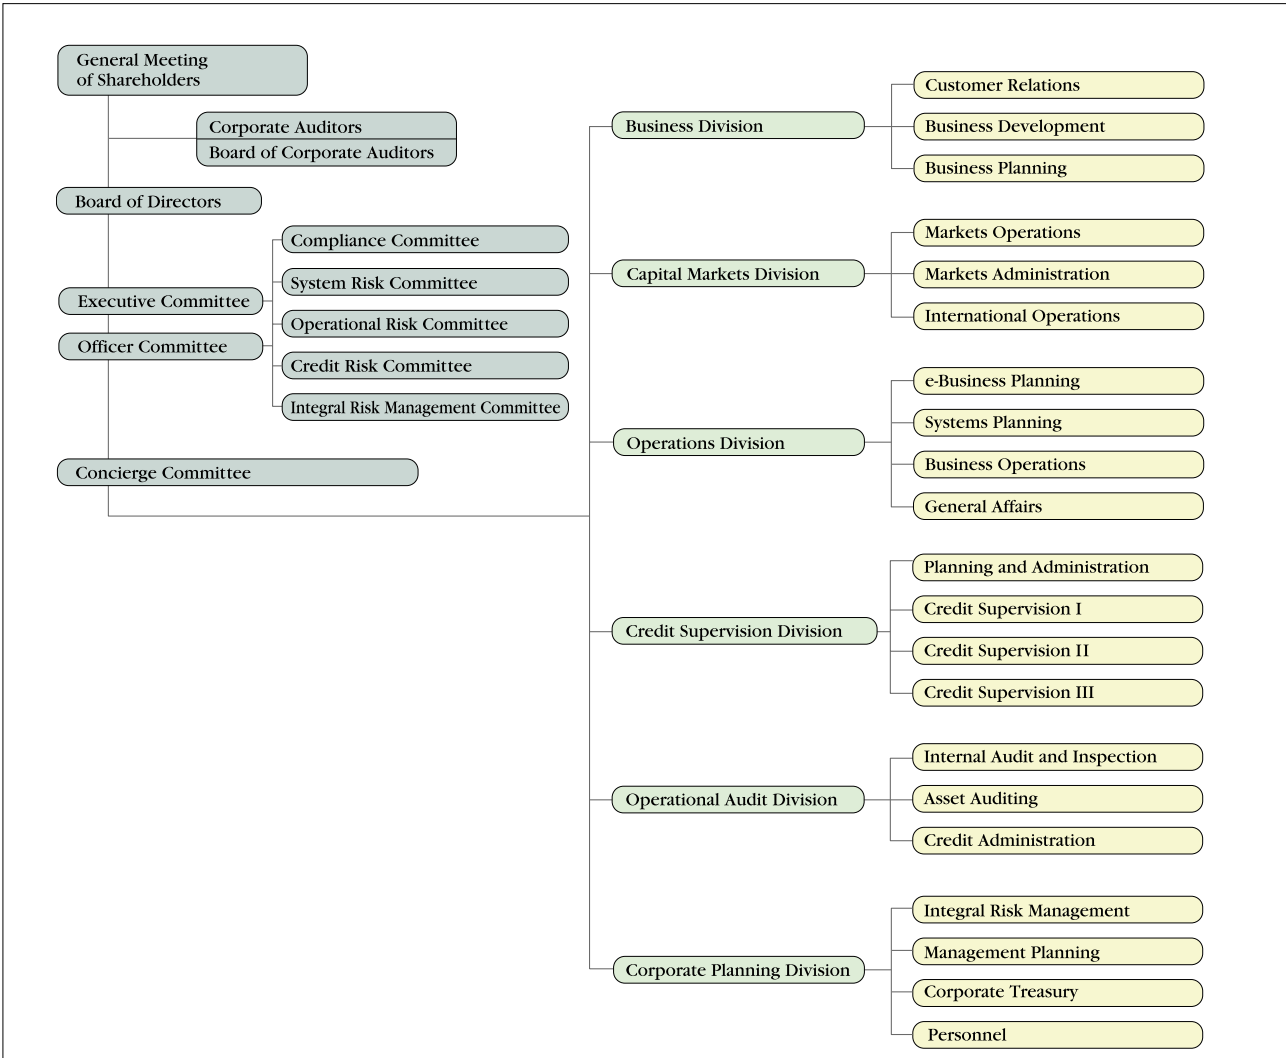 General Meeting
of Shareholders
Corporate Auditors
Board of Corporate Auditors
Board of Directors
Compliance Committee
System Risk Committee
Executive Committee
Operational Risk Committee
Officer Committee
Credit Risk Committee
Integral Risk Management Committee
Concierge Committee
Business Division
Customer Relations
Business Development
Business Planning
Capital Markets Division
Markets Operations
Markets Administration
International Operations
Operations Division
e-Business Planning
Systems Planning
Business Operations
General Affairs
Credit Supervision Division
Planning and Administration
Credit Supervision I
Credit Supervision II
Credit Supervision III
Operational Audit Division
Internal Audit and Inspection
Asset Auditing
Credit Administration
Corporate Planning Division
Integral Risk Management
Management Planning
Corporate Treasury
Personnel